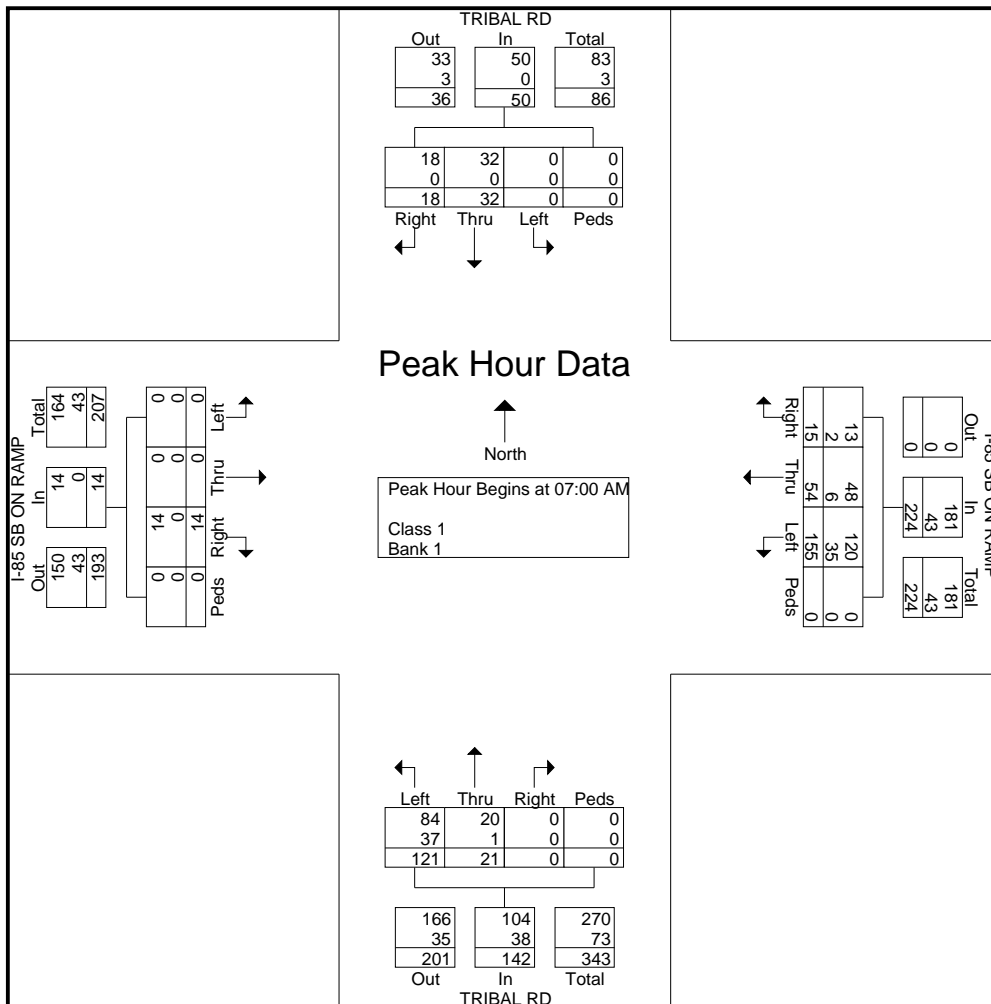 TRIBAL RD
Out In Total
33 50 83
3 0 3
36 50 86
18 32 0 0
0 0 0 0
18 32 0 0
Right Thru Left Peds
Peak Hour Data
North
Peak Hour Begins at 07:00 AM
Class 1
Bank 1
I-85 SB ON RAMP
Out In Total
150 14 164
43 0 43
193 14 207
Left Thru Right Peds
0 0 14 0
0 0 0 0
0 0 14 0
I-85 SB ON RAMP
Out In Total
0 181 181
0 43 43
0 224 224
Right Thru Left Peds
13 48 120 0
2 6 35 0
15 54 155 0
Left Thru Right Peds
84 20 0 0
37 1 0 0
121 21 0 0
166 104 270
35 38 73
201 142 343
Out In Total
TRIBAL RD